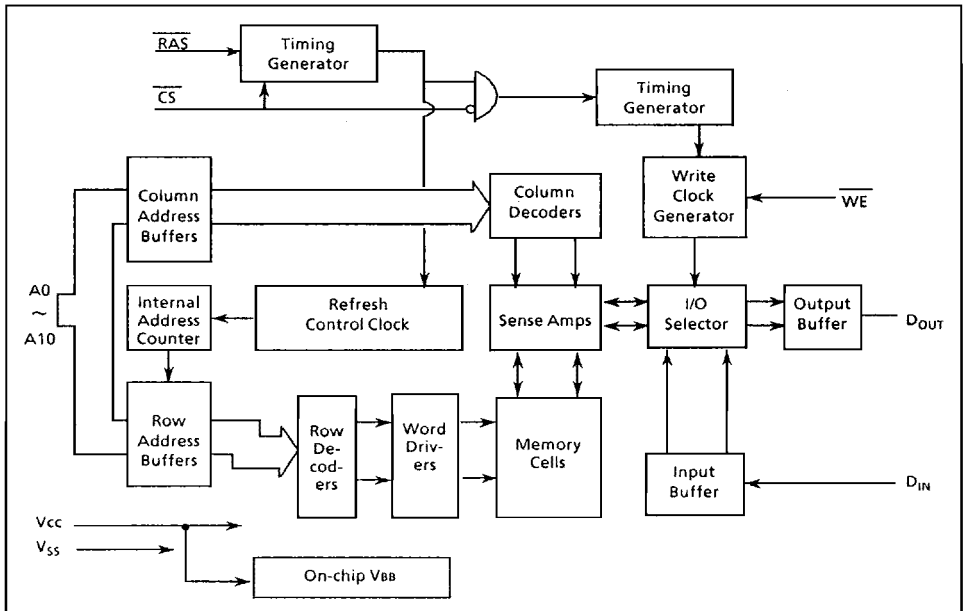 RAS
Timing
Generator
CS
Timing
Generator
Column
Address
Buffers
Column
Decoders
Write
Clock
Generator
WE
A0
~
A10
Internal
Address
Counter
Refresh
Control Clock
Sense Amps
I/O
Selector
Output
Buffer
DOUT
Row
Address
Buffers
Row
De-
cod-
ers
Word
Driv-
ers
Memory
Cells
Input
Buffer
DIN
Vcc
VSS
On-chip VBB